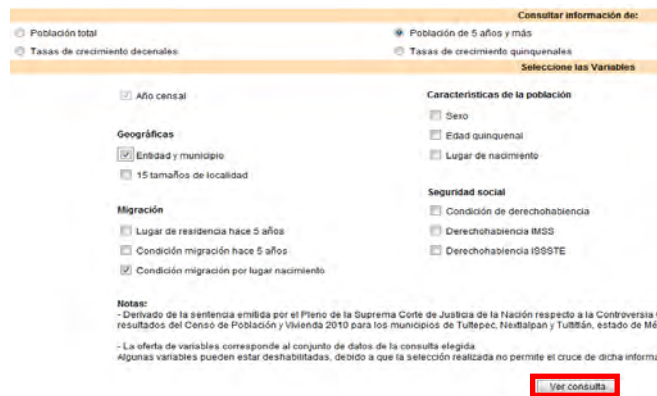 Consultar información de:
Población total
Población de 5 años y más
Tasas de crecimiento decenales
Tasas de crecimiento quinquenales
Seleccione las Variables
Año censal
Geográficas
Entidad y municipio
15 tamaños de localidad
Migración
Lugar de residencia hace 5 años
Condición migración hace 5 años
Condición migración por lugar nacimiento
Características de la población
Sexo
Edad quinquenal
Lugar de nacimiento
Seguridad social
Condición de derechohabiencia
Derechohabiencia IMSS
Derechohabiencia ISSSTE
Notas:
- Derivado de la sentencia emitida por el Pleno de la Suprema Corte de Justicia de la Nación respecto a la Controversia
resultados del Censo de Población y Vivienda 2010 para los municipios de Tultepec, Nextlalpan y Tultitlán, estado de Mé
- La oferta de variables corresponde al conjunto de datos de la consulta elegida
Algunas variables pueden estar deshabilitadas, debido a que la selección realizada no permite el cruce de dicha informa
Ver consulta